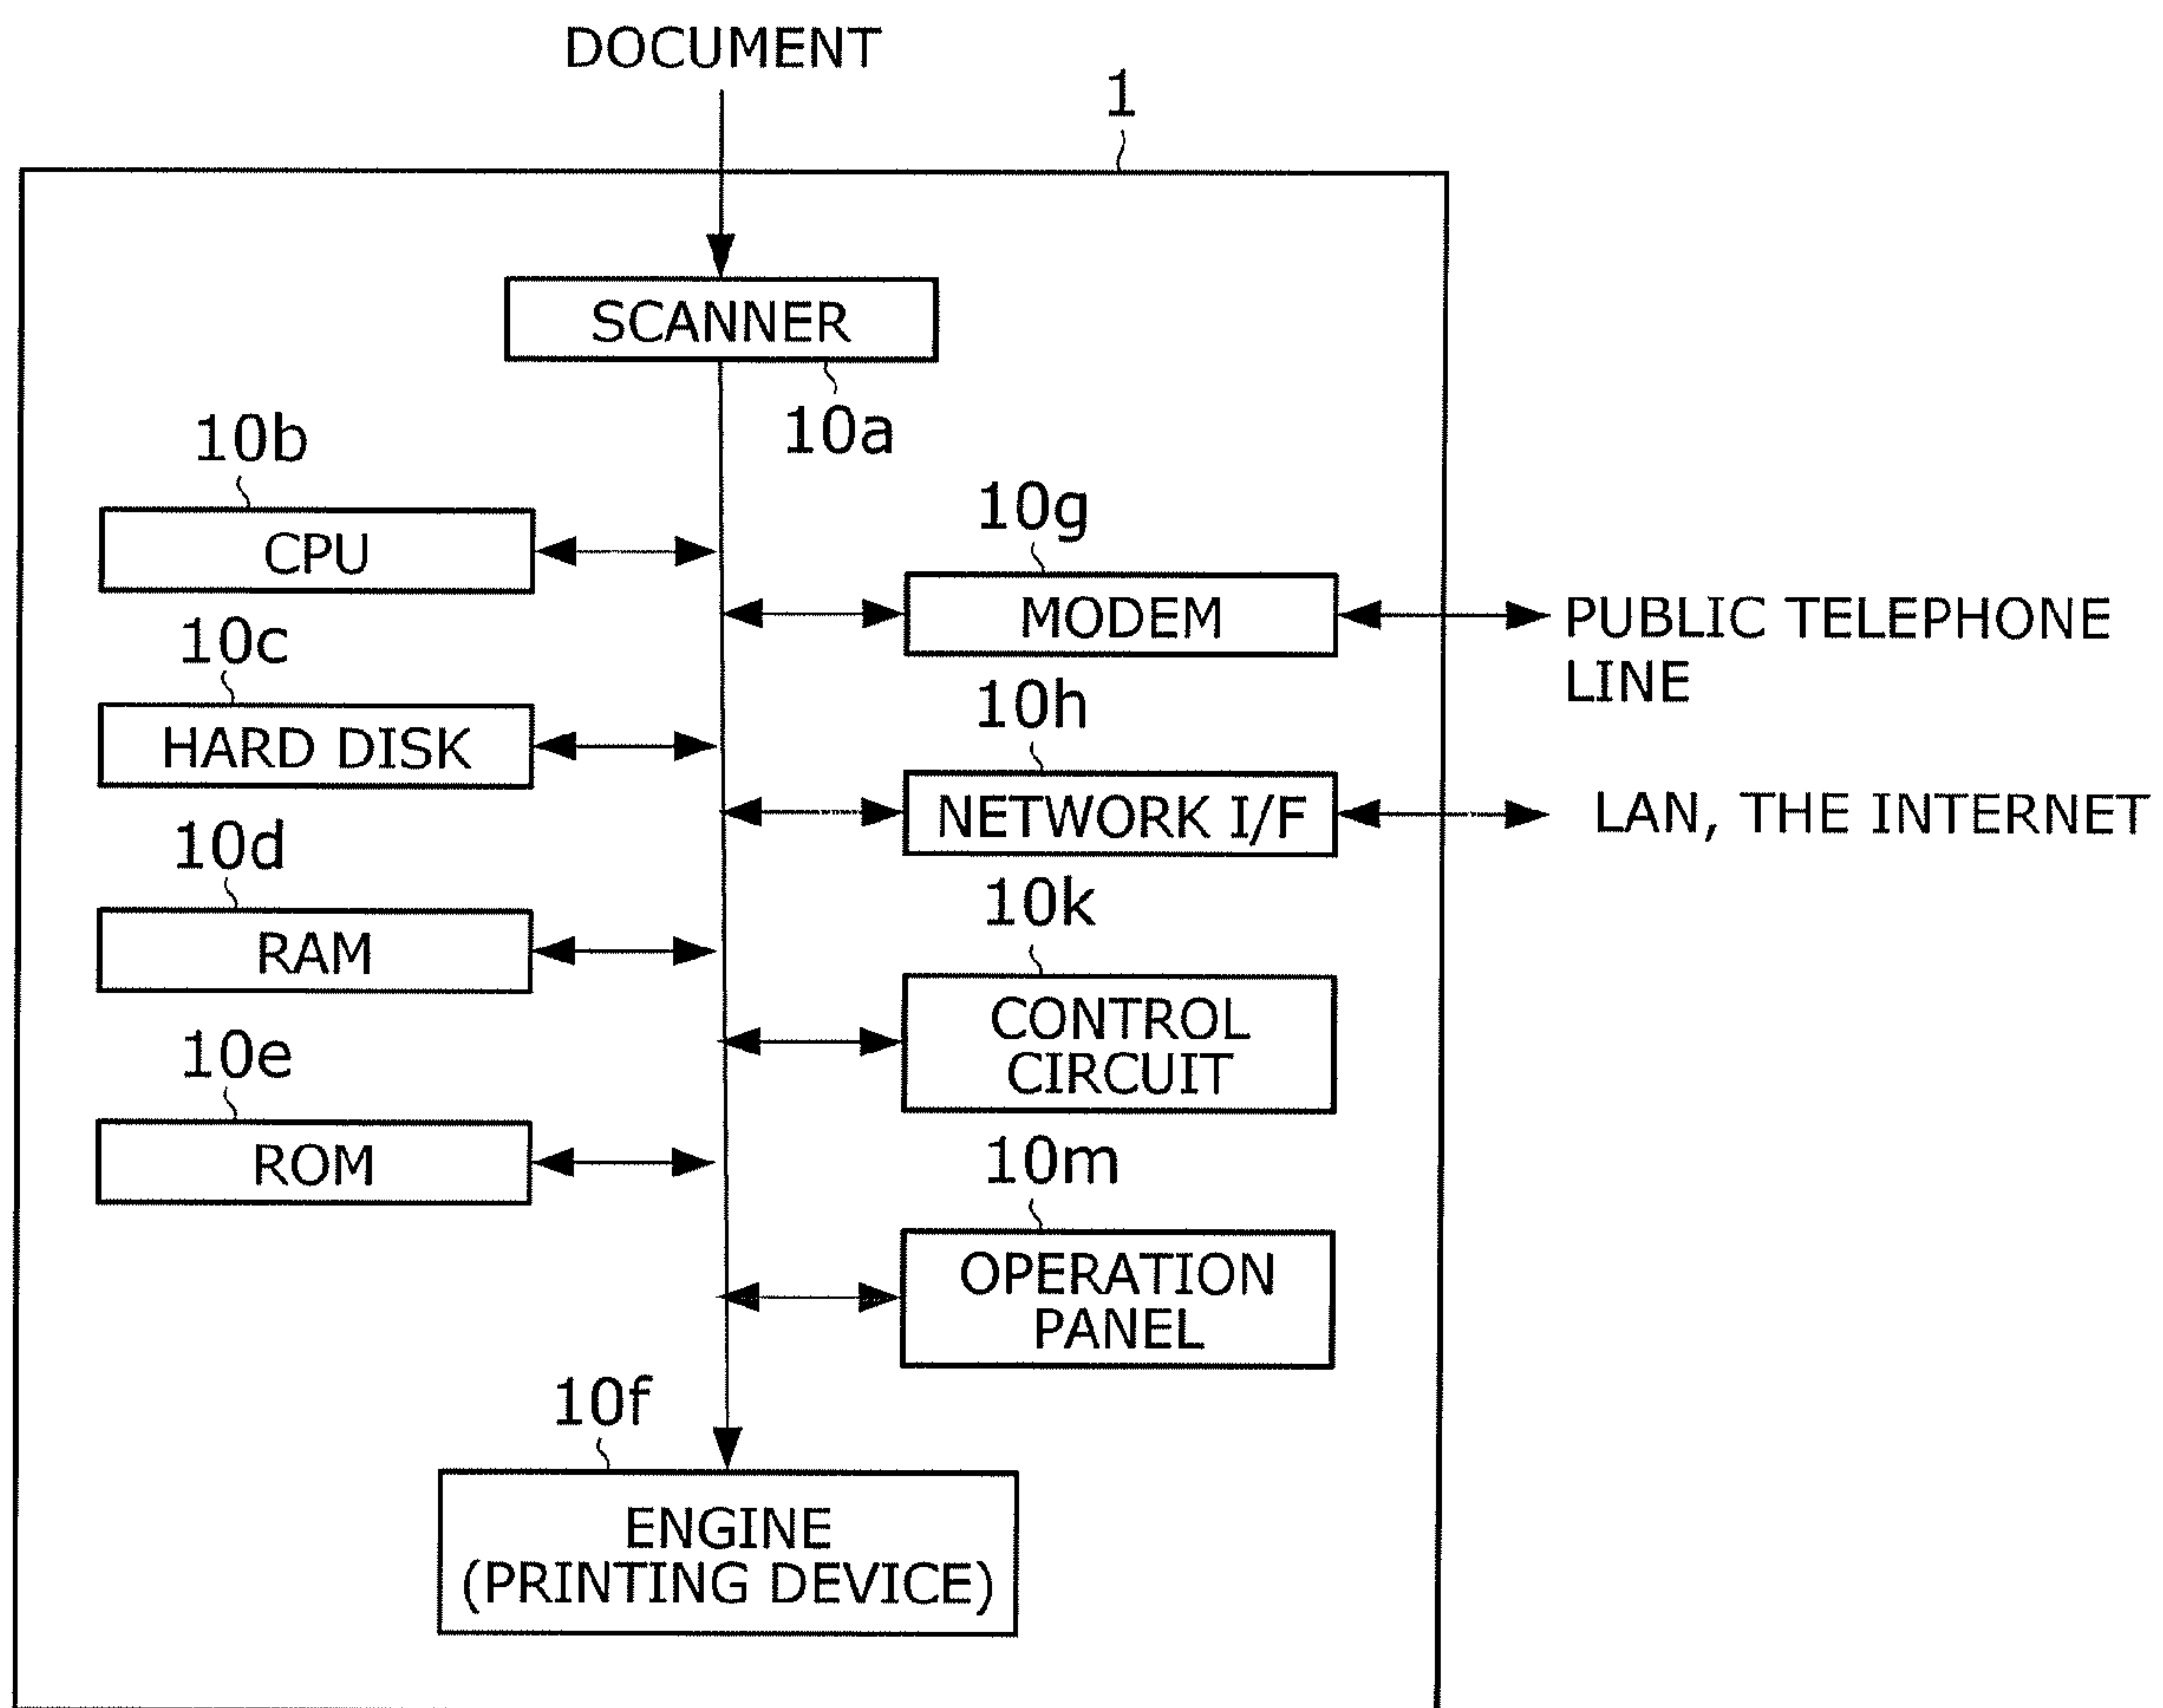 DOCUMENT
1
SCANNER
10a
10b
CPU
10g
MODEM
PUBLIC TELEPHONE
LINE
10c
HARD DISK
10h
NETWORK I/F
LAN, THE INTERNET
10d
RAM
10k
CONTROL
CIRCUIT
10e
ROM
10m
OPERATION
PANEL
10f
ENGINE
(PRINTING DEVICE)